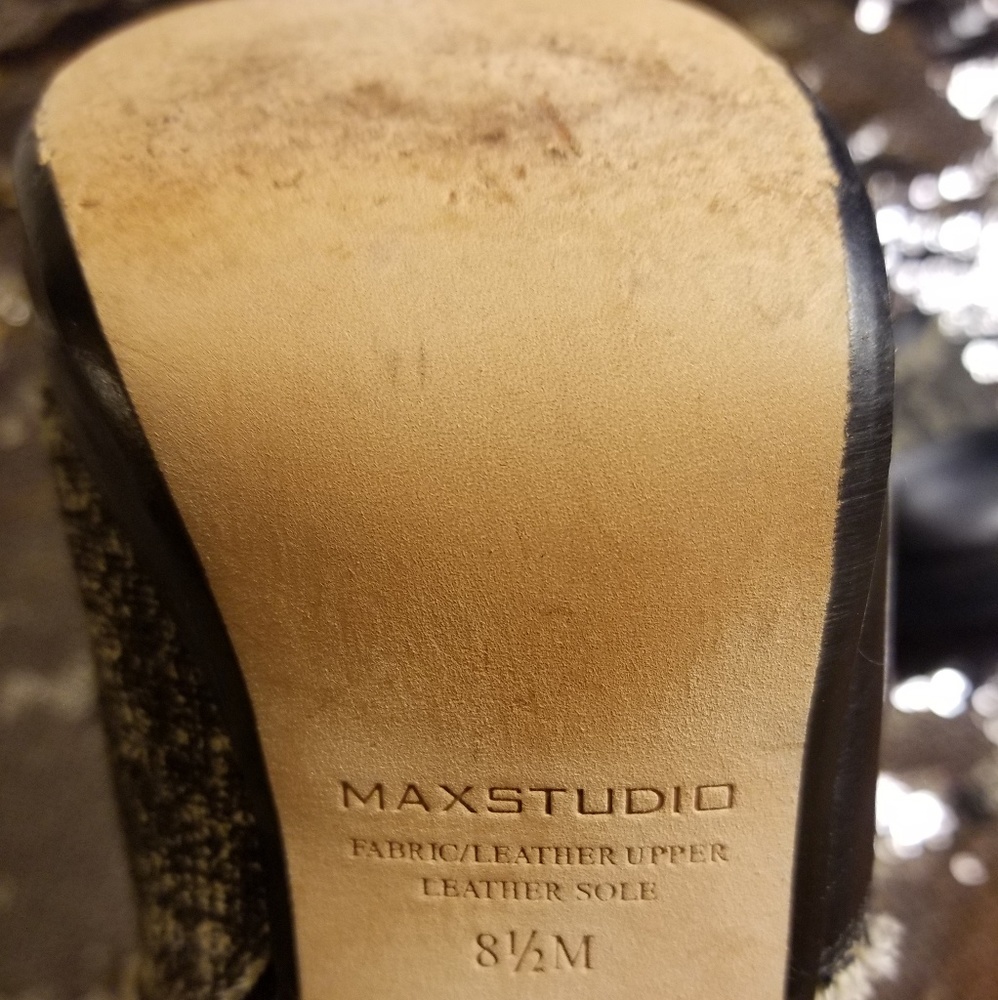 MAXSTUDIO
FABRIC/LEATHER UPPER
LEATHER SOLE
8½M